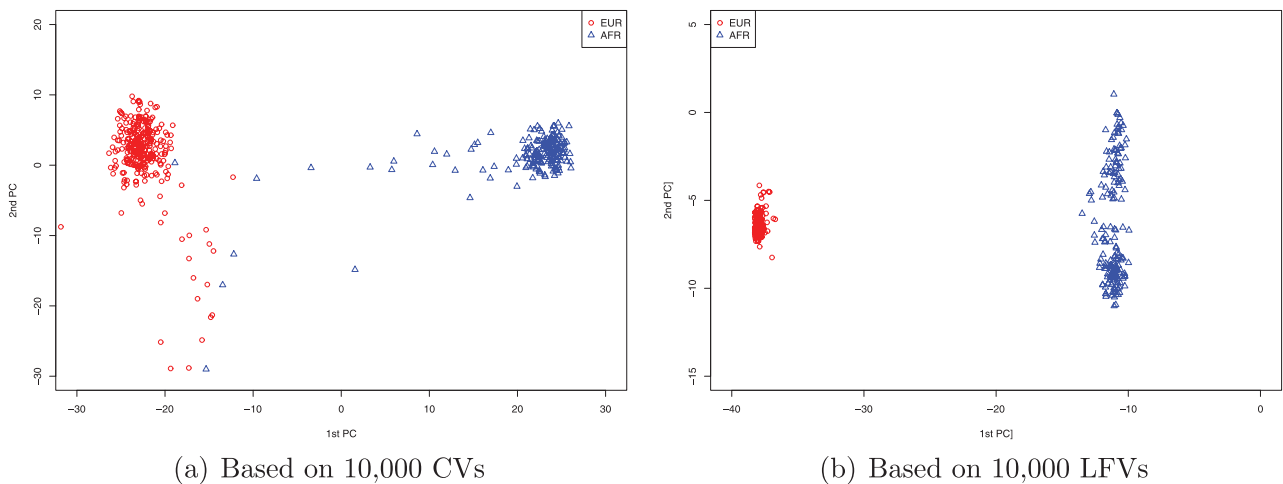 EUR
AFR
20
10
0
−10
−20
−30
2nd PC
−30 −20 −10 0 10 20 30
1st PC
(a) Based on 10,000 CVs
EUR
AFR
5
0
−5
−10
−15
2nd PC]
−40 −30 −20 −10 0
1st PC]
(b) Based on 10,000 LFVs